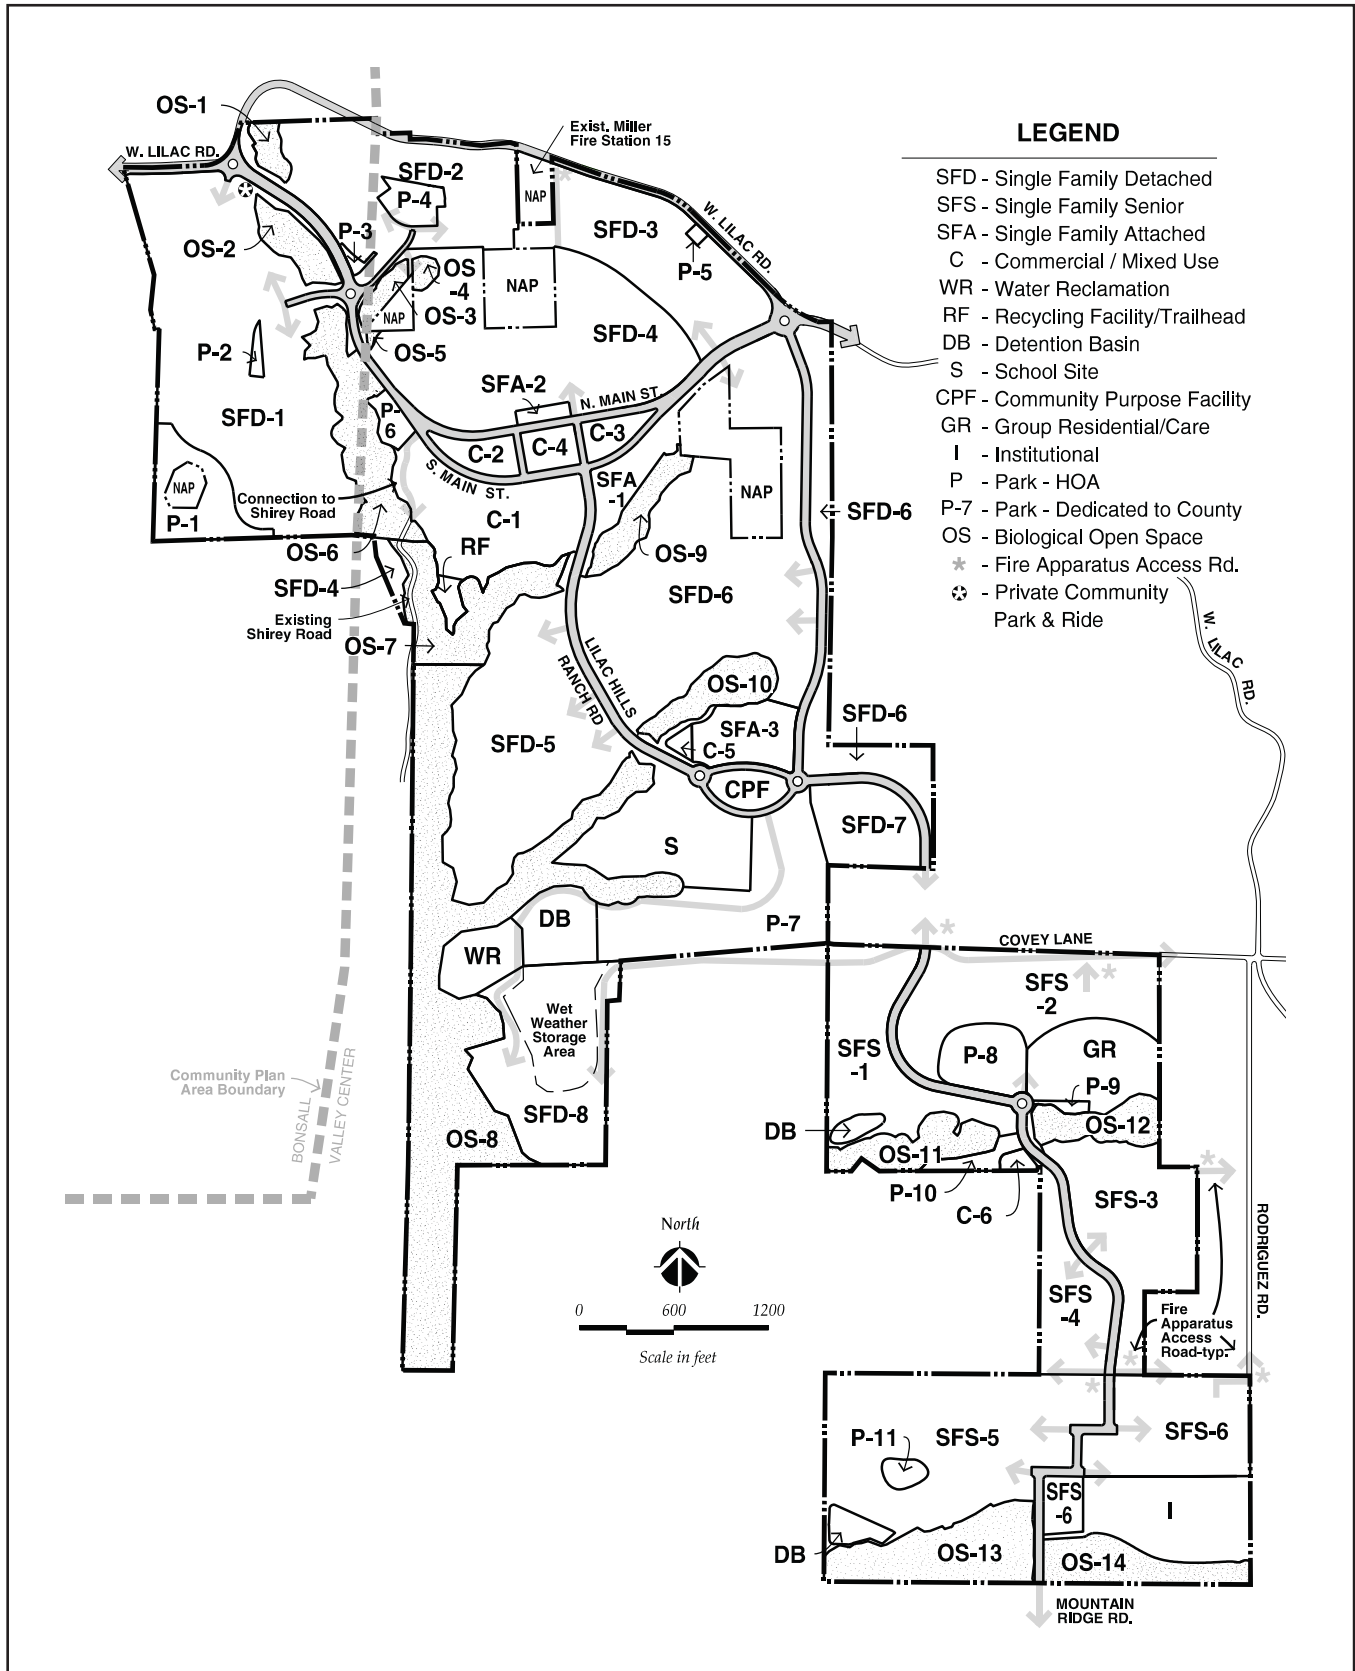 OS-1
W. LILAC RD.
Exist. Miller
Fire Station 15
LEGEND
SFD - Single Family Detached
SFS - Single Family Senior
SFA - Single Family Attached
C - Commercial / Mixed Use
WR - Water Reclamation
RF - Recycling Facility/Trailhead
DB - Detention Basin
S - School Site
CPF - Community Purpose Facility
GR - Group Residential/Care
I - Institutional
P - Park - HOA
P-7 - Park - Dedicated to County
OS - Biological Open Space
* - Fire Apparatus Access Rd.
- Private Community
Park & Ride
SFD-2
P-4
NAP
*
W. LILAC RD.
OS-2
P-3
SFD-3
P-5
OS
-4
NAP
OS-3
NAP
OS-5
SFD-4
P-2
SFA-2
N. MAIN ST.
SFD-1
P-
6
C-2
C-4
C-3
S. MAIN ST.
SFA
-1
NAP
NAP
Connection to
Shirey Road
P-1
C-1
SFD-6
OS-6
RF
OS-9
SFD-4
SFD-6
Existing
Shirey Road
OS-7
W. LILAC RD.
LILAC HILLS
RANCH RD
OS-10
SFD-6
SFA-3
SFD-5
C-5
CPF
SFD-7
S
DB
P-7
*
COVEY LANE
WR
SFS
-2
*
Wet
Weather
Storage
Area
SFS
-1
P-8
GR
Community Plan
Area Boundary
BONSALL
VALLEY CENTER
P-9
SFD-8
DB
OS-12
OS-8
OS-11
*
P-10
SFS-3
C-6
North
RODRIGUEZ RD.
SFS
-4
0 600 1200
Scale in feet
Fire
Apparatus
Access
Road-typ.
*
*
*
P-11
SFS-5
SFS-6
SFS
-6
I
DB
OS-13
OS-14
MOUNTAIN
RIDGE RD.